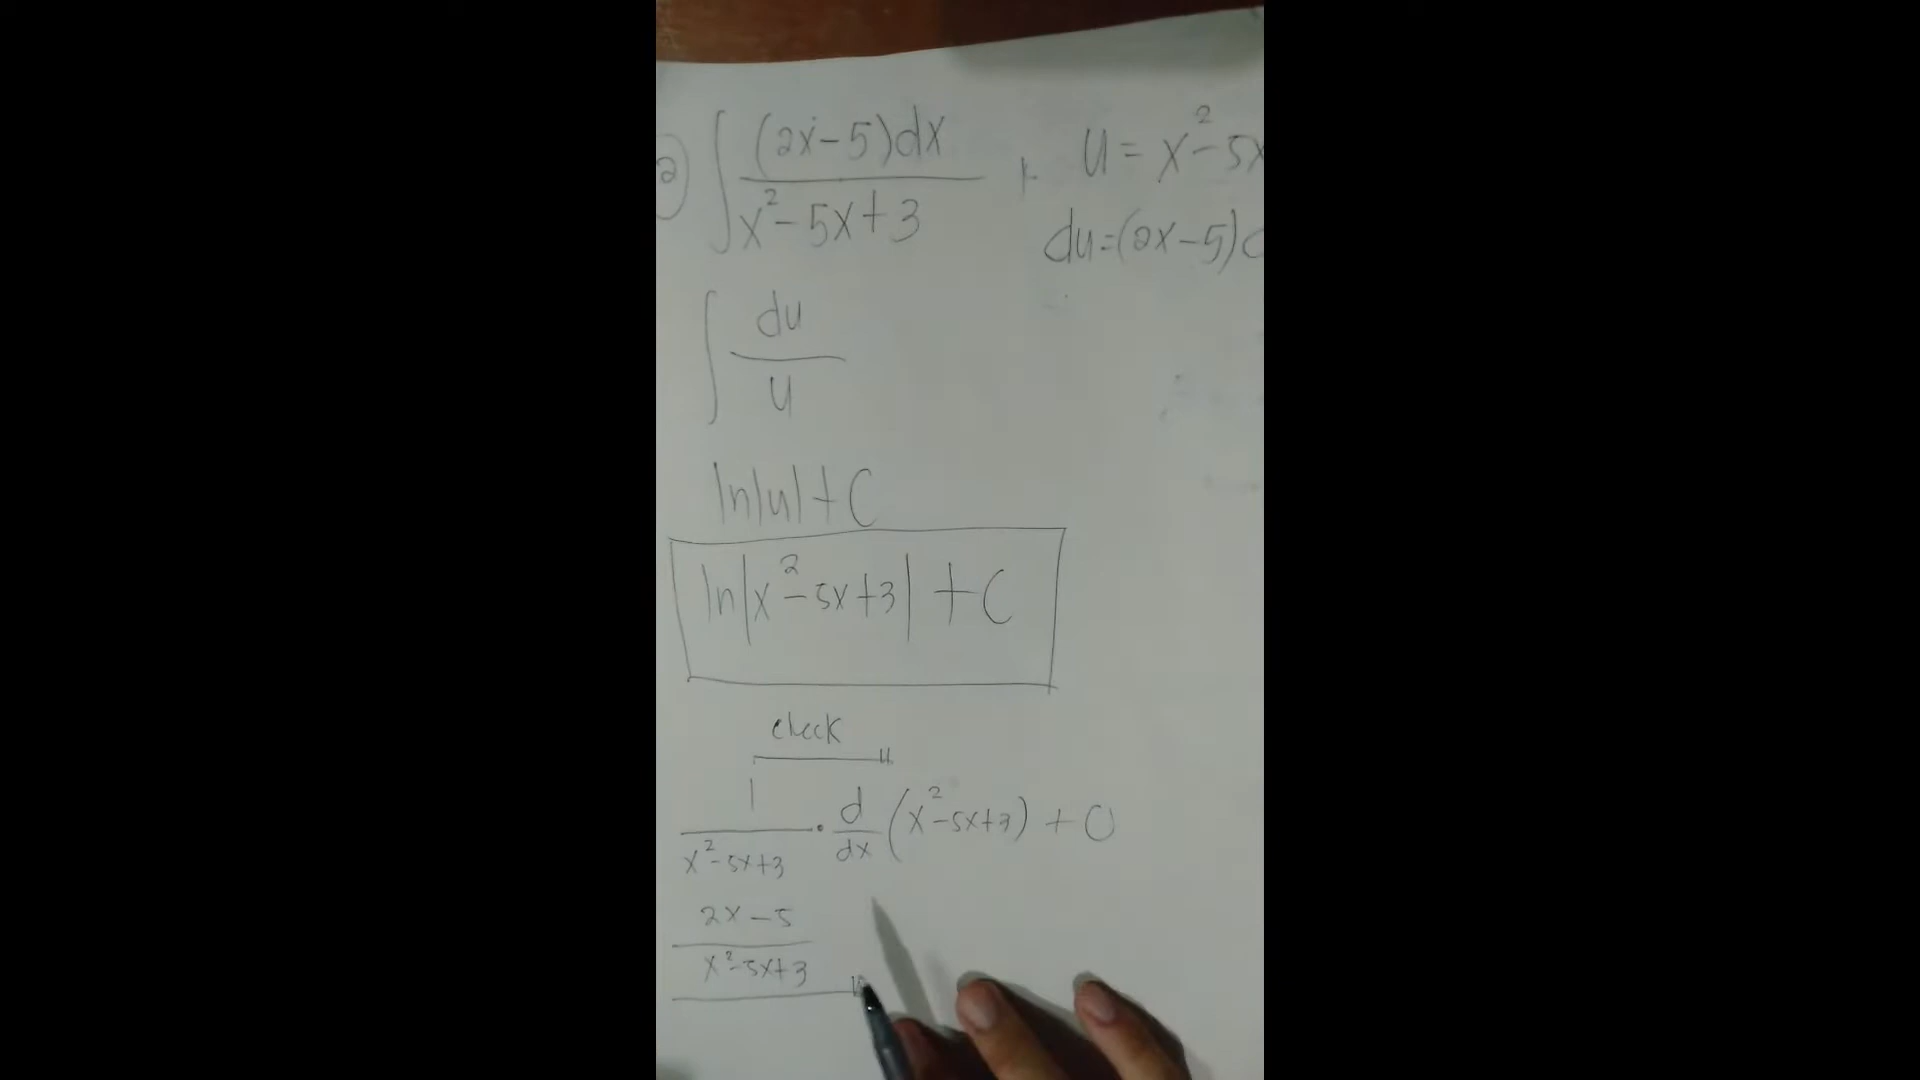 ② ∫ (2x-5)dx / x²-5x+3
u = x²-5x
du=(2x-5)
∫ du / u
ln|u|+C
ln|x²-5x+3| + C
check
1 / x²-5x+3 · d/dx (x²-5x+3) + 0
2x-5 / x²-5x+3